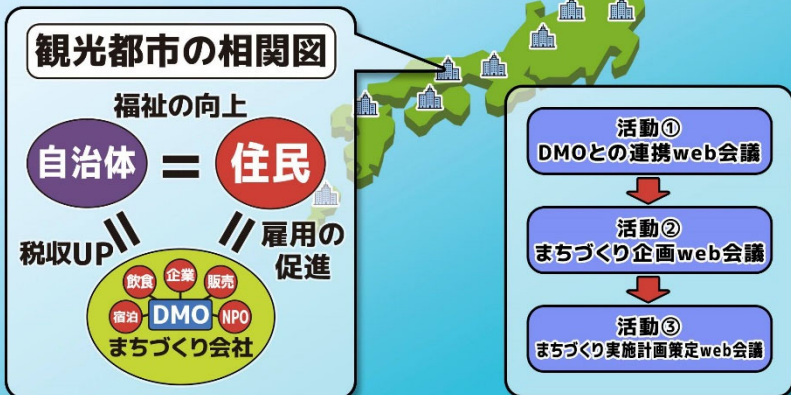 観光都市の相関図
福祉の向上
自治体 = 住民
税収UP
雇用の
促進
飲食
企業
販売
宿泊
DMO
NPO
まちづくり会社
活動①
DMOとの連携web会議
活動②
まちづくり企画web会議
活動③
まちづくり実施計画策定web会議